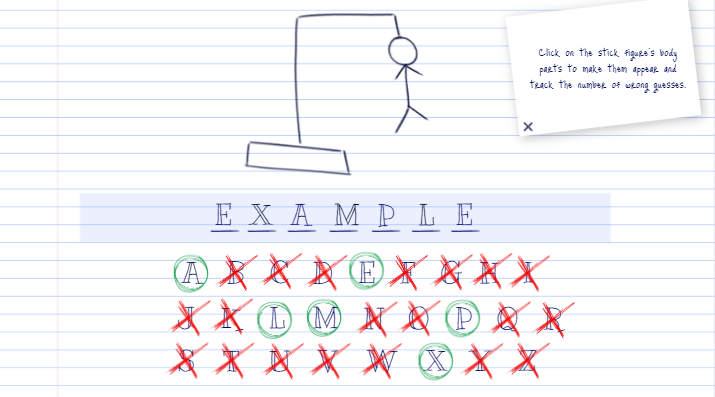 Click on the stick figure's body
parts to make them appear and
track the number of wrong guesses.
×
E X A M P L E
A B C D E F G H I
J K L M N O P Q R
S T U V W X Y Z